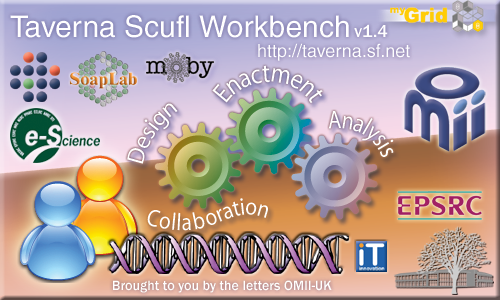 Taverna Scufl Workbench v1.4
myGrid
http://taverna.sf.net
SoapLab
moby
e-Science
Design
Enactment
Analysis
Collaboration
omii
EPSRC
iT
innovation
Brought to you by the letters OMII-UK